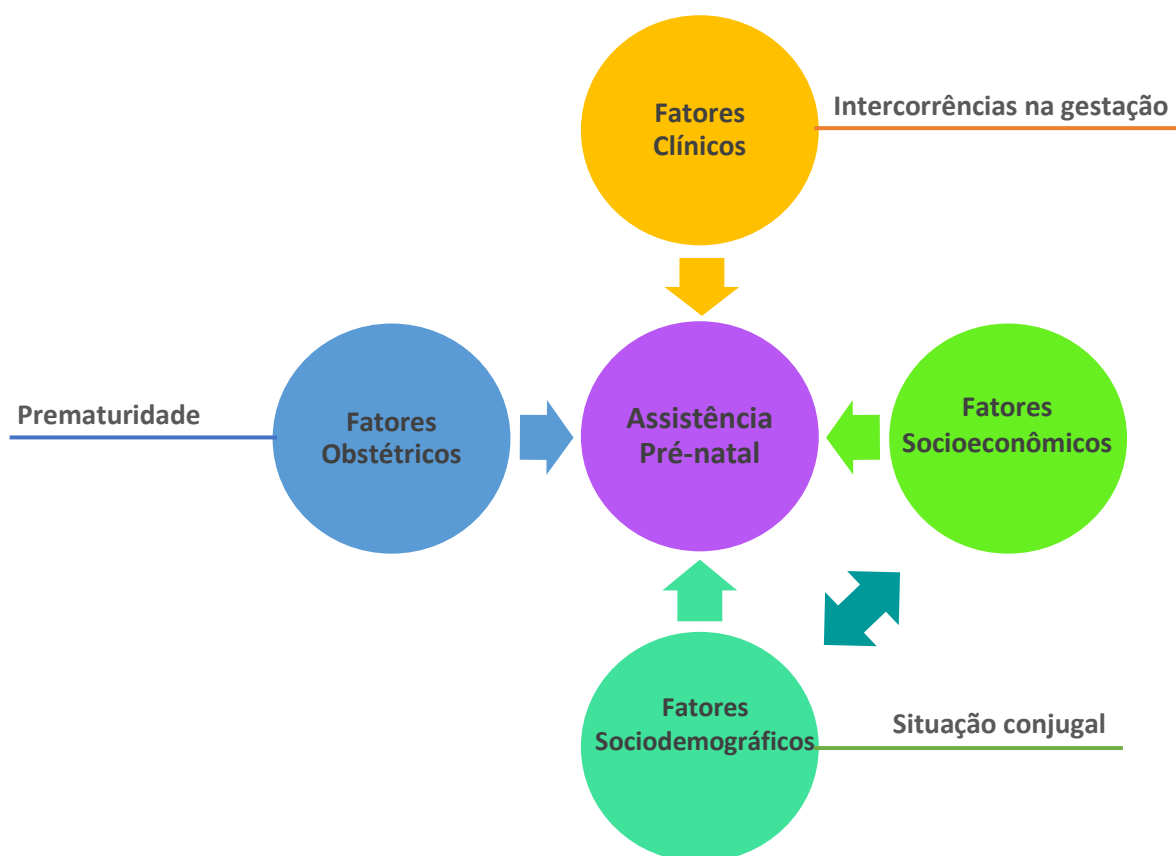 Fatores
Clínicos
Intercorrências na gestação
Prematuridade
Fatores
Obstétricos
Assistência
Pré-natal
Fatores
Socioeconômicos
Fatores
Sociodemográficos
Situação conjugal